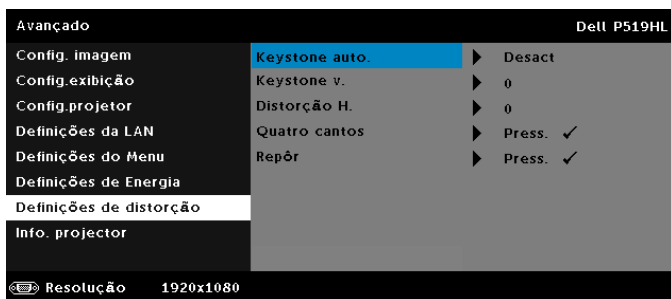 Avançado Dell P519HL
Config. imagem Keystone auto. Desact
Config.exibição Keystone v. 0
Config.projetor Distorção H. 0
Definições da LAN Quatro cantos Press. ✓
Definições do Menu Repôr Press. ✓
Definições de Energia
Definições de distorção
Info. projector
Resolução 1920x1080